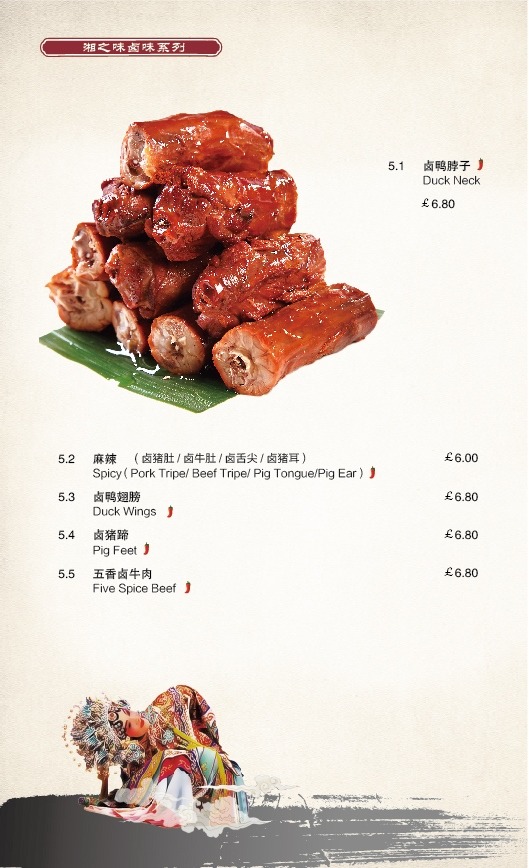 湘之味卤味系列
5.1 卤鸭脖子
Duck Neck
£6.80
5.2 麻辣 （卤猪肚 / 卤牛肚 / 卤舌尖 / 卤猪耳） £6.00
Spicy ( Pork Tripe/ Beef Tripe/ Pig Tongue/Pig Ear )
5.3 卤鸭翅膀 £6.80
Duck Wings
5.4 卤猪蹄 £6.80
Pig Feet
5.5 五香卤牛肉 £6.80
Five Spice Beef